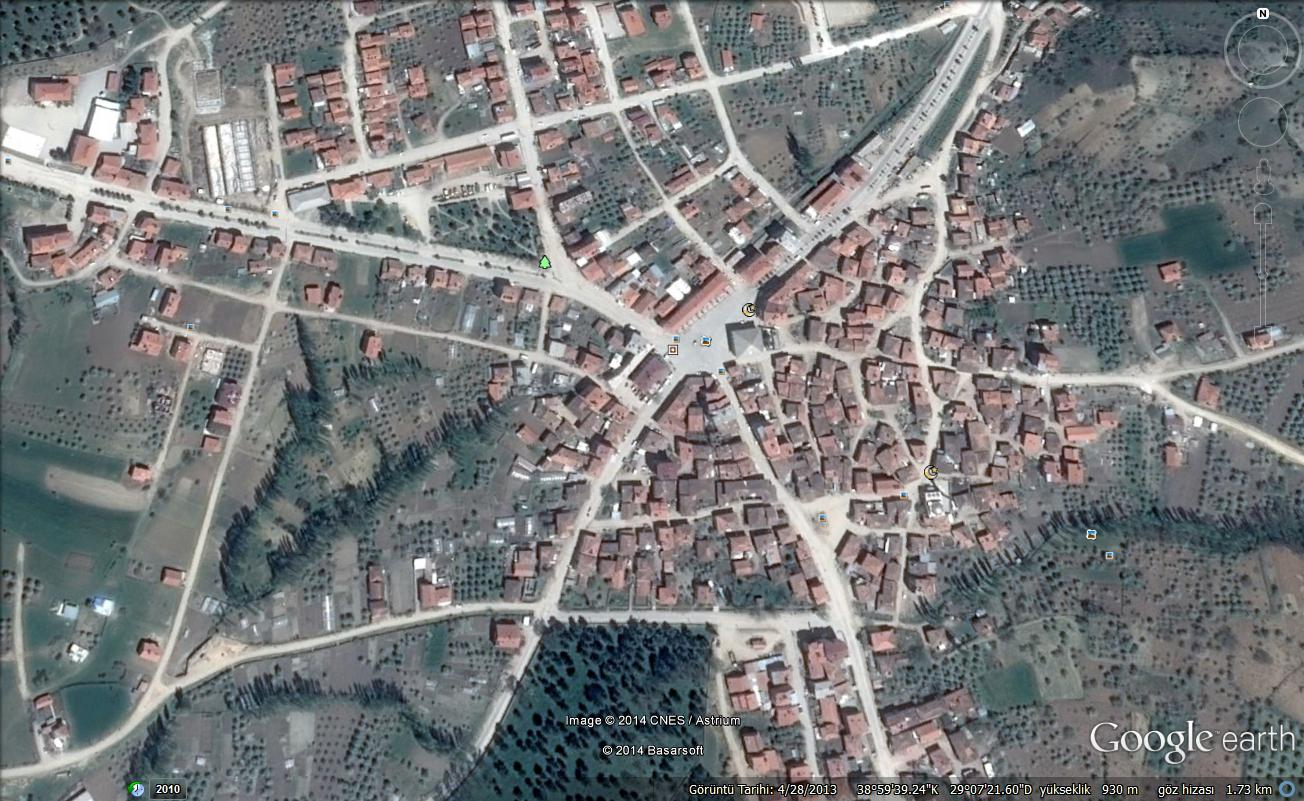 N
Image © 2014 CNES / Astrium
© 2014 Basarsoft
Google earth
2010
Görüntü Tarihi: 4/28/2013 38°59'39.24"K 29°07'21.60"D yükseklik 930 m göz hizası 1.73 km